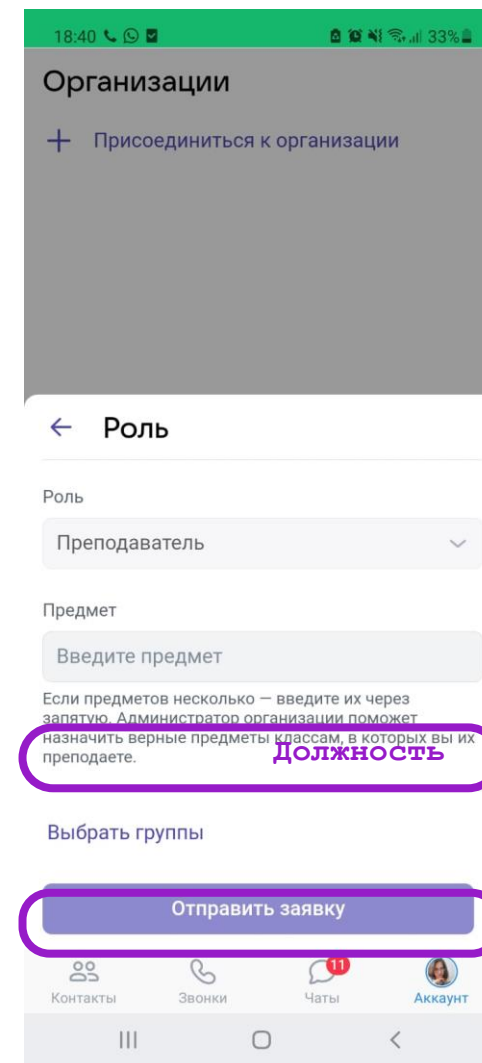 18:40 33%
Организации
+ Присоединиться к организации
← Роль
Роль
Преподаватель
Предмет
Введите предмет
Если предметов несколько — введите их через
запятую. Администратор организации поможет
назначить верные предметы классам, в которых вы их
преподаете.
Должность
Выбрать группы
Отправить заявку
11
Контакты Звонки Чаты Аккаунт